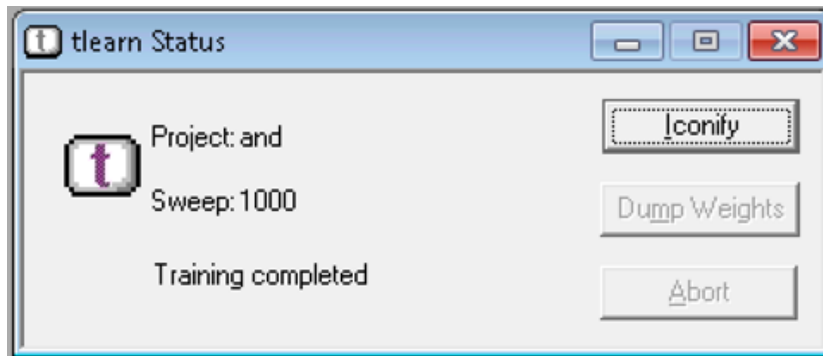 t tlearn Status
t
Project: and
Sweep: 1000
Training completed
Iconify
Dump Weights
Abort